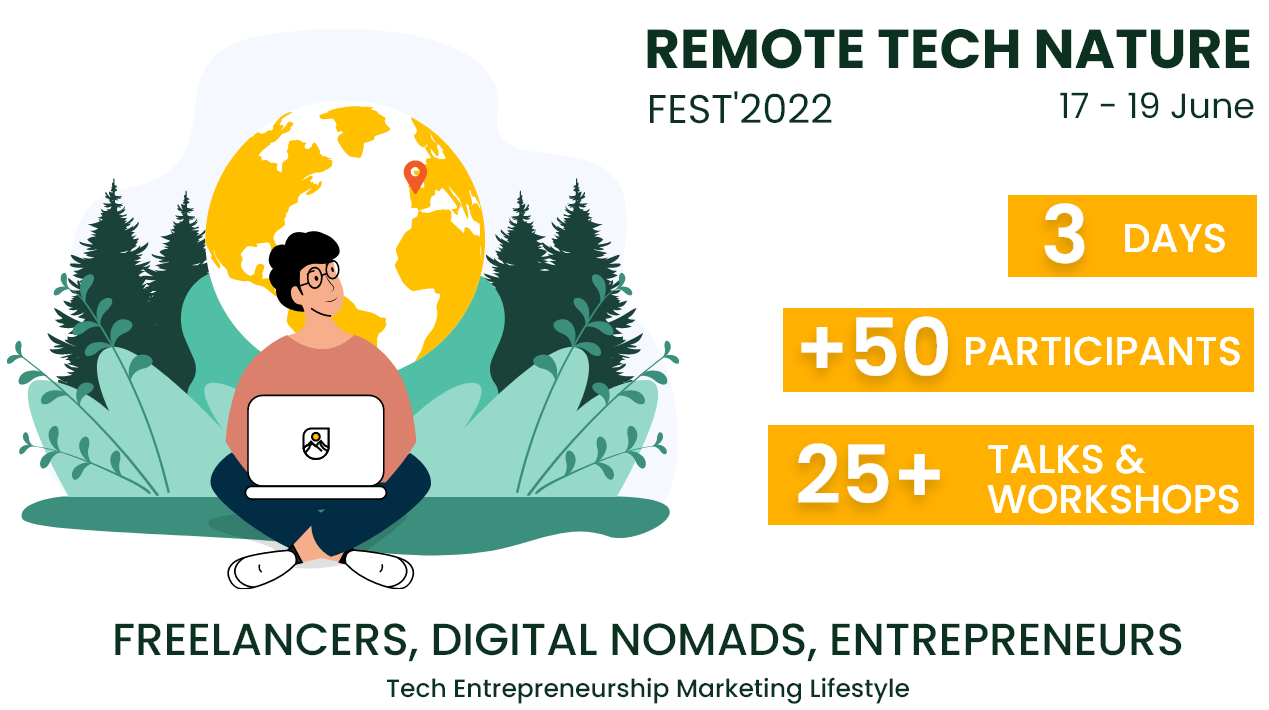 REMOTE TECH NATURE
FEST'2022
17 - 19 June
3 DAYS
+50 PARTICIPANTS
25+ TALKS &
WORKSHOPS
FREELANCERS, DIGITAL NOMADS, ENTREPRENEURS
Tech Entrepreneurship Marketing Lifestyle